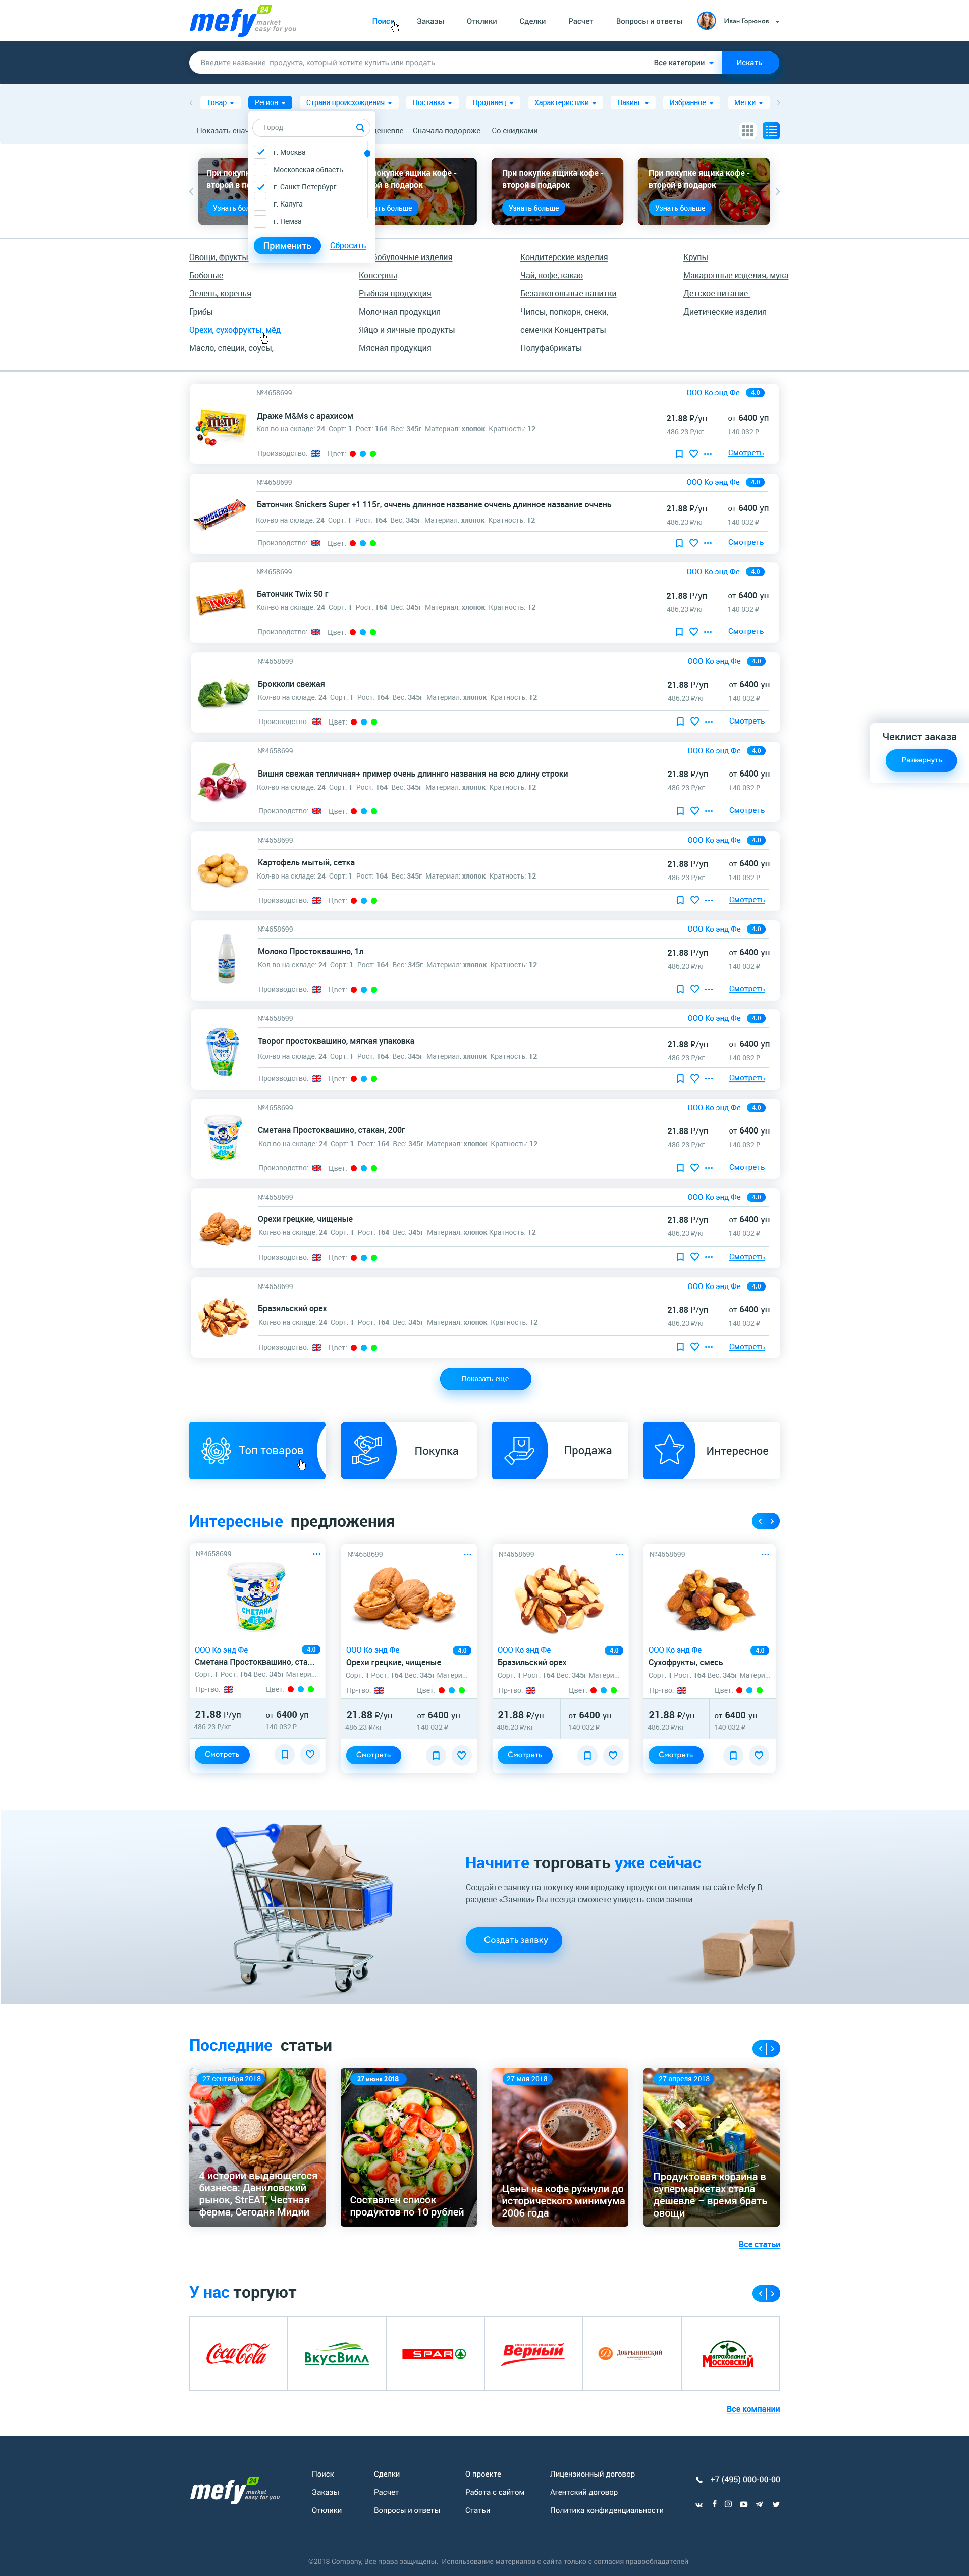 mefy 24
market
easy for you
Поиск Заказы Отклики Сделки Расчет Вопросы и ответы Иван Горюнов
Введите название продукта, который хотите купить или продать Все категории Искать
Товар Регион Страна происхождения Поставка Продавец Характеристики Пакинг Избранное Метки
Показать Сначала подороже Со скидками
Город
г. Москва
Московская область
г. Санкт-Петербург
г. Калуга
г. Пемза
Применить Сбросить
При покупке ящика кофе -
второй в подарок
Узнать больше
При покупке ящика кофе -
второй в подарок
Узнать больше
Овощи, фрукты
Бобовые
Зелень, коренья
Грибы
Орехи, сухофрукты, мёд
Масло, специи, соусы,
Консервы
Рыбная продукция
Молочная продукция
Яйцо и яичные продукты
Мясная продукция
Кондитерские изделия
Чай, кофе, какао
Безалкогольные напитки
Чипсы, попкорн, снеки,
семечки Концентраты
Полуфабрикаты
Крупы
Макаронные изделия, мука
Детское питание
Диетические изделия
№4658699 ООО Ко энд Фе 4.0
Драже M&Ms с арахисом 21.88 ₽/уп от 6400 уп
Кол-во на складе: 24 Сорт: 1 Рост: 164 Вес: 345г Материал: хлопок Кратность: 12 486.23 ₽/кг 140 032 ₽
Производство: Цвет: Смотреть
№4658699 ООО Ко энд Фе 4.0
Батончик Snickers Super +1 115г, оччень длинное название оччень длинное название оччень 21.88 ₽/уп от 6400 уп
Кол-во на складе: 24 Сорт: 1 Рост: 164 Вес: 345г Материал: хлопок Кратность: 12 486.23 ₽/кг 140 032 ₽
Производство: Цвет: Смотреть
№4658699 ООО Ко энд Фе 4.0
Батончик Twix 50 г 21.88 ₽/уп от 6400 уп
Кол-во на складе: 24 Сорт: 1 Рост: 164 Вес: 345г Материал: хлопок Кратность: 12 486.23 ₽/кг 140 032 ₽
Производство: Цвет: Смотреть
№4658699 ООО Ко энд Фе 4.0
Брокколи свежая 21.88 ₽/уп от 6400 уп
Кол-во на складе: 24 Сорт: 1 Рост: 164 Вес: 345г Материал: хлопок Кратность: 12 486.23 ₽/кг 140 032 ₽
Производство: Цвет: Смотреть
Чеклист заказа
Развернуть
№4658699 ООО Ко энд Фе 4.0
Вишня свежая тепличная+ пример очень длиннго названия на всю длину строки 21.88 ₽/уп от 6400 уп
Кол-во на складе: 24 Сорт: 1 Рост: 164 Вес: 345г Материал: хлопок Кратность: 12 486.23 ₽/кг 140 032 ₽
Производство: Цвет: Смотреть
№4658699 ООО Ко энд Фе 4.0
Картофель мытый, сетка 21.88 ₽/уп от 6400 уп
Кол-во на складе: 24 Сорт: 1 Рост: 164 Вес: 345г Материал: хлопок Кратность: 12 486.23 ₽/кг 140 032 ₽
Производство: Цвет: Смотреть
№4658699 ООО Ко энд Фе 4.0
Молоко Простоквашино, 1л 21.88 ₽/уп от 6400 уп
Кол-во на складе: 24 Сорт: 1 Рост: 164 Вес: 345г Материал: хлопок Кратность: 12 486.23 ₽/кг 140 032 ₽
Производство: Цвет: Смотреть
№4658699 ООО Ко энд Фе 4.0
Творог простоквашино, мягкая упаковка 21.88 ₽/уп от 6400 уп
Кол-во на складе: 24 Сорт: 1 Рост: 164 Вес: 345г Материал: хлопок Кратность: 12 486.23 ₽/кг 140 032 ₽
Производство: Цвет: Смотреть
№4658699 ООО Ко энд Фе 4.0
Сметана Простоквашино, стакан, 200г 21.88 ₽/уп от 6400 уп
Кол-во на складе: 24 Сорт: 1 Рост: 164 Вес: 345г Материал: хлопок Кратность: 12 486.23 ₽/кг 140 032 ₽
Производство: Цвет: Смотреть
№4658699 ООО Ко энд Фе 4.0
Орехи грецкие, чищеные 21.88 ₽/уп от 6400 уп
Кол-во на складе: 24 Сорт: 1 Рост: 164 Вес: 345г Материал: хлопок Кратность: 12 486.23 ₽/кг 140 032 ₽
Производство: Цвет: Смотреть
№4658699 ООО Ко энд Фе 4.0
Бразильский орех 21.88 ₽/уп от 6400 уп
Кол-во на складе: 24 Сорт: 1 Рост: 164 Вес: 345г Материал: хлопок Кратность: 12 486.23 ₽/кг 140 032 ₽
Производство: Цвет: Смотреть
Показать еще
Топ товаров Покупка Продажа Интересное
Интересные предложения
№4658699
СМЕТАНА
ООО Ко энд Фе 4.0
Сметана Простоквашино, ста...
Сорт: 1 Рост: 164 Вес: 345г Матери...
Пр-тво: Цвет:
21.88 ₽/уп от 6400 уп
486.23 ₽/кг 140 032 ₽
Смотреть
№4658699
ООО Ко энд Фе 4.0
Орехи грецкие, чищеные
Сорт: 1 Рост: 164 Вес: 345г Матери...
Пр-тво: Цвет:
21.88 ₽/уп от 6400 уп
486.23 ₽/кг 140 032 ₽
Смотреть
№4658699
ООО Ко энд Фе 4.0
Бразильский орех
Сорт: 1 Рост: 164 Вес: 345г Матери...
Пр-тво: Цвет:
21.88 ₽/уп от 6400 уп
486.23 ₽/кг 140 032 ₽
Смотреть
№4658699
ООО Ко энд Фе 4.0
Сухофрукты, смесь
Сорт: 1 Рост: 164 Вес: 345г Матери...
Пр-тво: Цвет:
21.88 ₽/уп от 6400 уп
486.23 ₽/кг 140 032 ₽
Смотреть
Начните торговать уже сейчас
Создайте заявку на покупку или продажу продуктов питания на сайте Mefy В
разделе «Заявки» Вы всегда сможете увидеть свои заявки
Создать заявку
Последние статьи
27 сентября 2018
4 истории выдающегося
бизнеса: Даниловский
рынок, StrEAT, Честная
ферма, Сегодня Мидии
27 июня 2018
Составлен список
продуктов по 10 рублей
27 мая 2018
Цены на кофе рухнули до
исторического минимума
2006 года
27 апреля 2018
Продуктовая корзина в
супермаркетах стала
дешевле – время брать
овощи
Все статьи
У нас торгуют
Coca-Cola ВкусВилл SPAR Верный Добрынинский АГРОХОЛДИНГ МОСКОВСКИЙ
Все компании
mefy 24
market
easy for you
Поиск
Заказы
Отклики
Сделки
Расчет
Вопросы и ответы
О проекте
Работа с сайтом
Статьи
Лицензионный договор
Агентский договор
Политика конфиденциальности
+7 (495) 000-00-00
©2018 Company, Все права защищены. Использование материалов с сайта только с согласия правообладателей